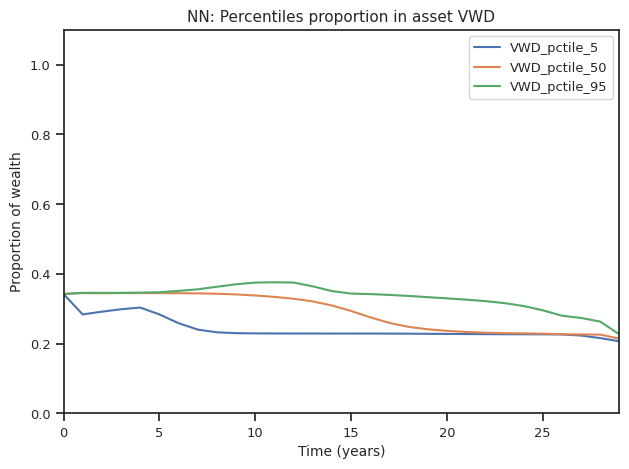 NN: Percentiles proportion in asset VWD
VWD_pctile_5
VWD_pctile_50
VWD_pctile_95
Proportion of wealth
1.0
0.8
0.6
0.4
0.2
0.0
0 5 10 15 20 25
Time (years)